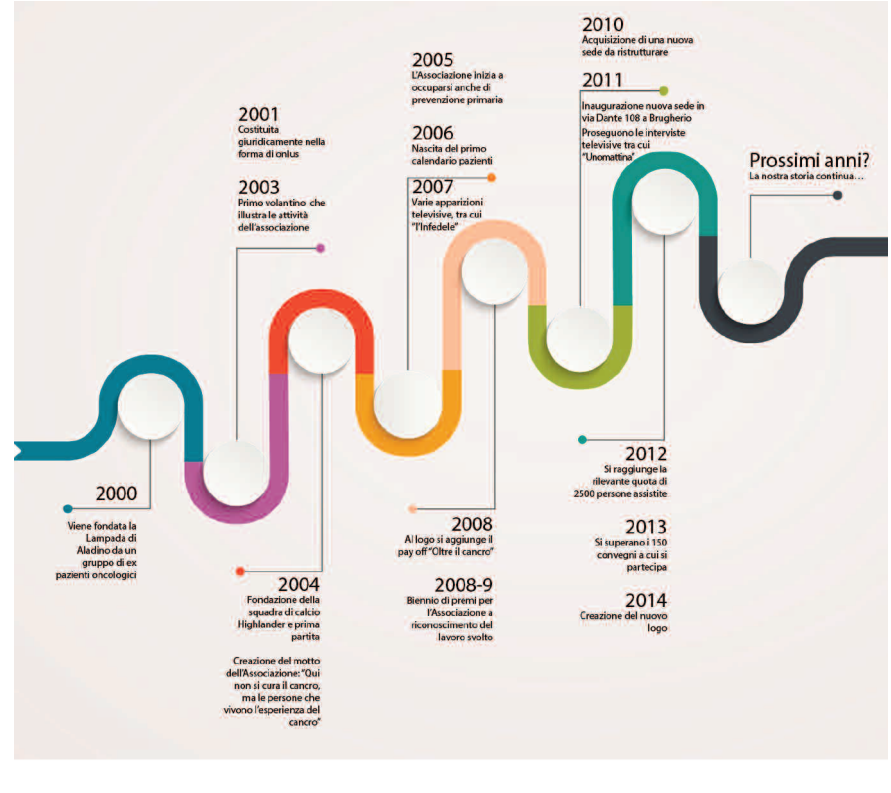 2000
Viene fondata la
Lampada di
Aladino da un
gruppo di ex
pazienti oncologici
2001
Costituita
giuridicamente nella
forma di onlus
2003
Primo volantino che
illustra le attività
dell'associazione
2004
Fondazione della
squadra di calcio
Highlander e prima
partita
Creazione del motto
dell'Associazione: "Qui
non si cura il cancro,
ma le persone che
vivono l'esperienza del
cancro"
2005
L'Associazione inizia a
occuparsi anche di
prevenzione primaria
2006
Nascita del primo
calendario pazienti
2007
Varie apparizioni
televisive, tra cui
"l'Infedele"
2008
Al logo si aggiunge il
pay off "Oltre il cancro"
2008-9
Biennio di premi per
l'Associazione a
riconoscimento del
lavoro svolto
2010
Acquisizione di una nuova
sede da ristrutturare
2011
Inaugurazione nuova sede in
via Dante 108 a Brugherio
Proseguono le interviste
televisive tra cui
"Unomattina"
2012
Si raggiunge la
rilevante quota di
2500 persone assistite
2013
Si superano i 150
convegni a cui si
partecipa
2014
Creazione del nuovo
logo
Prossimi anni?
La nostra storia continua...